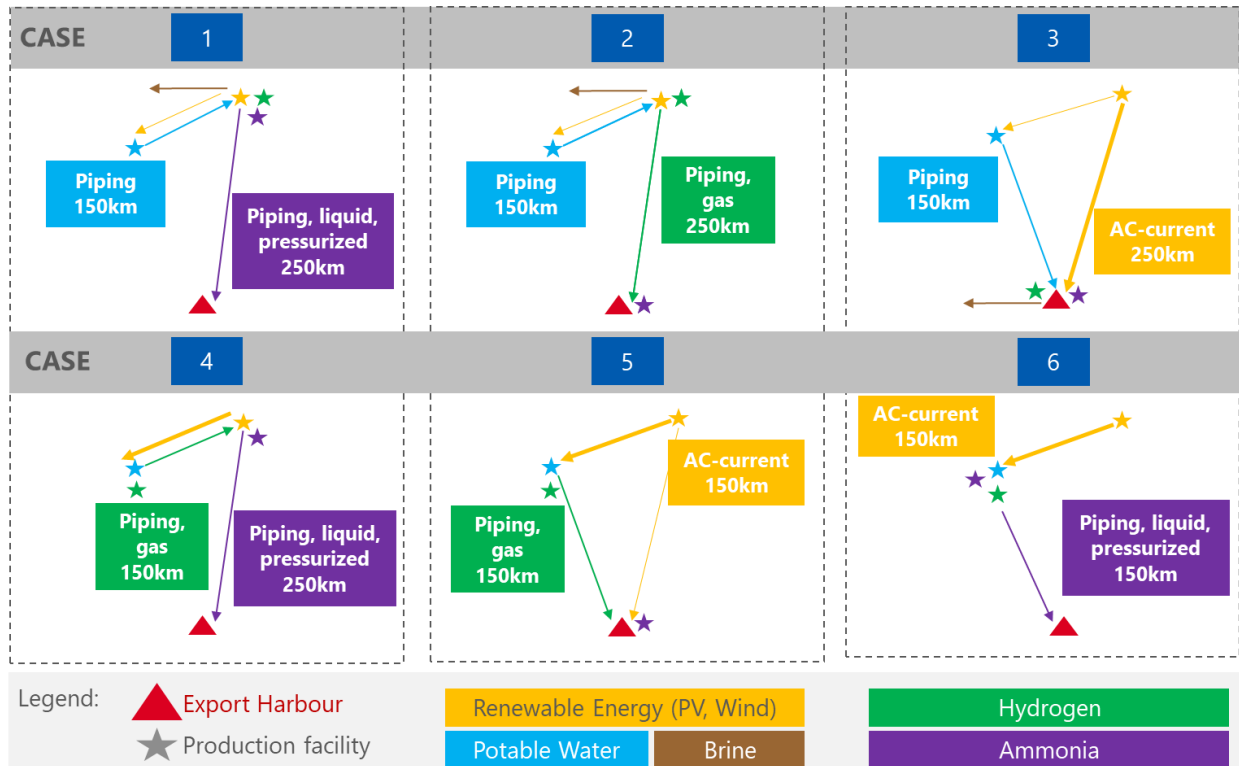 CASE
1
2
3
Piping
150km
Piping, liquid,
pressurized
250km
Piping
150km
Piping,
gas
250km
Piping
150km
AC-current
250km
CASE
4
5
6
Piping,
gas
150km
Piping, liquid,
pressurized
250km
AC-current
150km
Piping,
gas
150km
AC-current
150km
Piping, liquid,
pressurized
150km
Legend:
Export Harbour
Production facility
Renewable Energy (PV, Wind)
Potable Water
Brine
Hydrogen
Ammonia